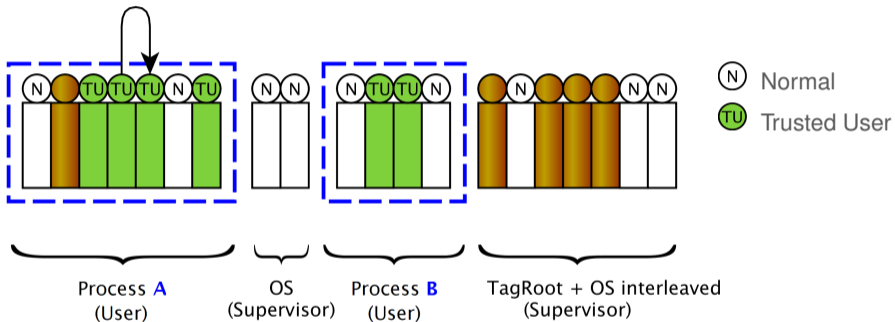 N TU TU TU N TU N N N TU TU N N N N
N Normal
TU Trusted User
Process A OS Process B TagRoot + OS interleaved
(User) (Supervisor) (User) (Supervisor)